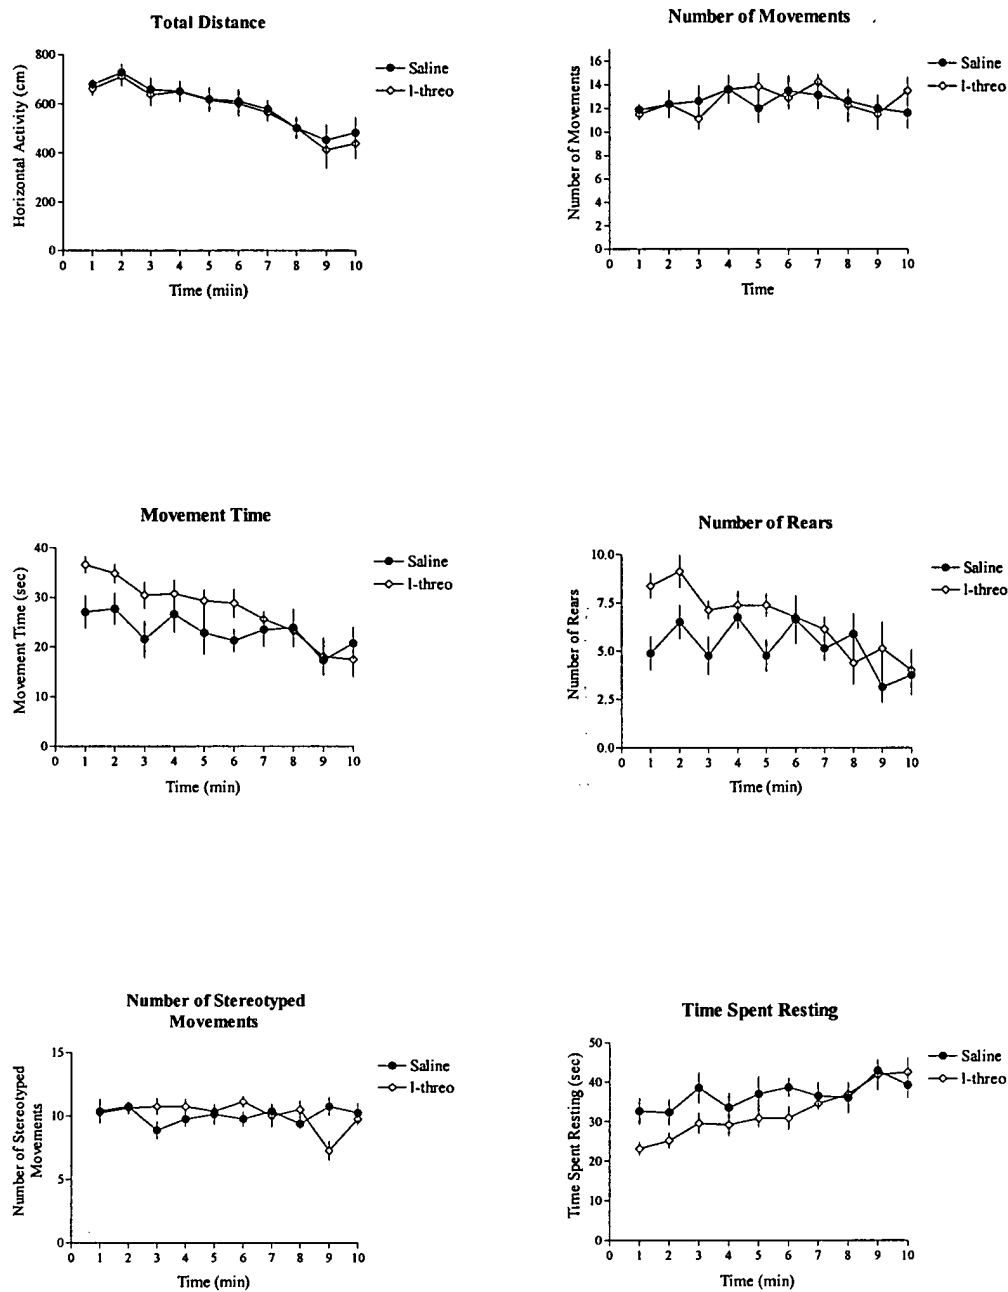 Total Distance
800
600
400
200
0
Horizontal Activity (cm)
0 1 2 3 4 5 6 7 8 9 10
Time (miin)
Saline
l-threo
Number of Movements
16
14
12
10
8
6
4
2
0
Number of Movements
0 1 2 3 4 5 6 7 8 9 10
Time
Saline
l-threo
Movement Time
40
30
20
10
0
Movement Time (sec)
0 1 2 3 4 5 6 7 8 9 10
Time (min)
Saline
l-threo
Number of Rears
10.0
7.5
5.0
2.5
0.0
Number of Rears
0 1 2 3 4 5 6 7 8 9 10
Time (min)
Saline
l-threo
Number of Stereotyped
Movements
15
10
5
0
Number of Stereotyped
Movements
0 1 2 3 4 5 6 7 8 9 10
Time (min)
Saline
l-threo
Time Spent Resting
50
40
30
20
10
0
Time Spent Resting (sec)
0 1 2 3 4 5 6 7 8 9 10
Time (min)
Saline
l-threo